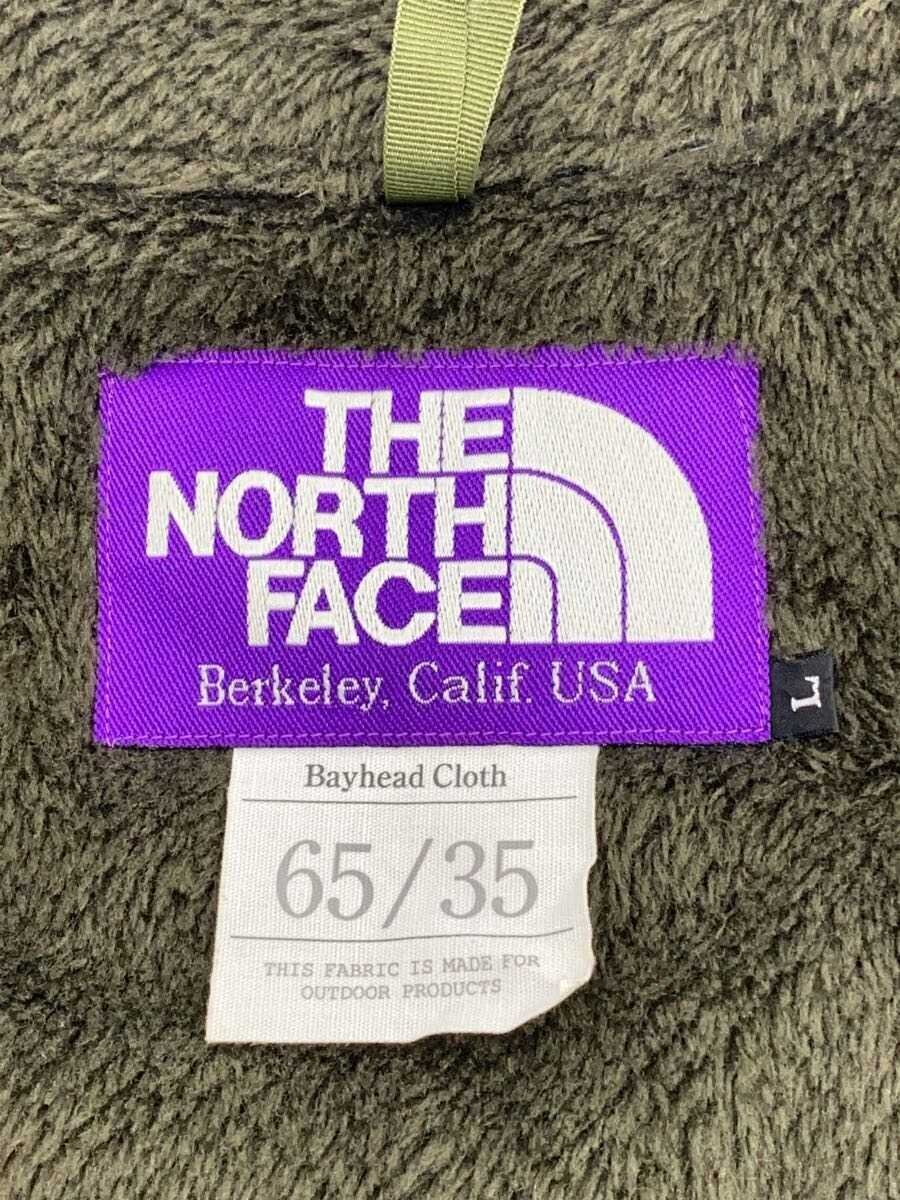 THE
NORTH
FACE
Berkeley, Calif. USA
L
Bayhead Cloth
65/35
THIS FABRIC IS MADE FOR
OUTDOOR PRODUCTS